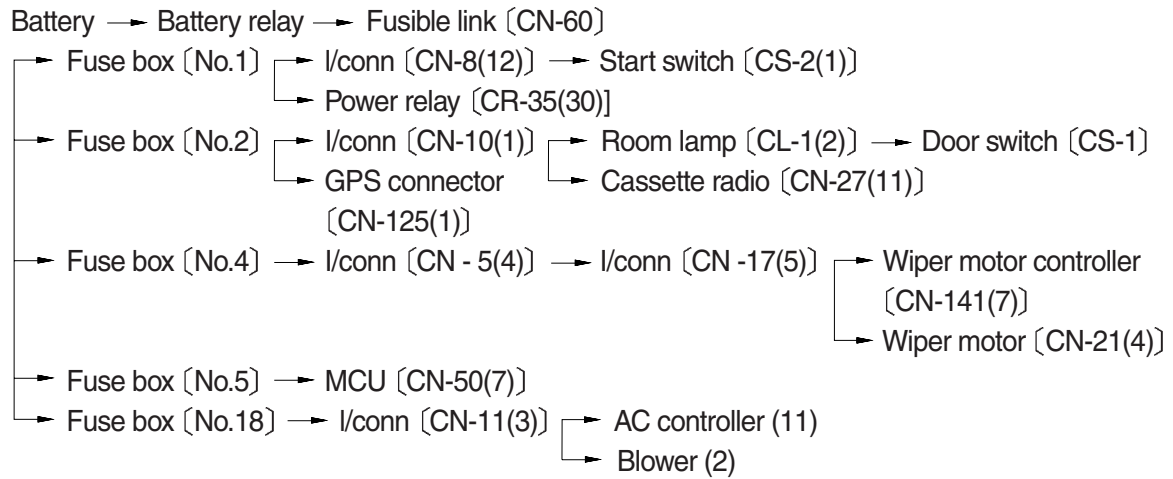 Battery → Battery relay → Fusible link〔CN-60〕
Fuse box〔No.1〕 I/conn〔CN-8(12)〕 → Start switch〔CS-2(1)〕
Power relay〔CR-35(30)]
Fuse box〔No.2〕 I/conn〔CN-10(1)〕 Room lamp〔CL-1(2)〕 → Door switch〔CS-1〕
GPS connector Cassette radio〔CN-27(11)〕
〔CN-125(1)〕
Fuse box〔No.4〕 → I/conn〔CN - 5(4)〕 → I/conn〔CN -17(5)〕 Wiper motor controller
〔CN-141(7)〕
Wiper motor〔CN-21(4)〕
Fuse box〔No.5〕 → MCU〔CN-50(7)〕
Fuse box〔No.18〕 → I/conn〔CN-11(3)〕 AC controller (11)
Blower (2)